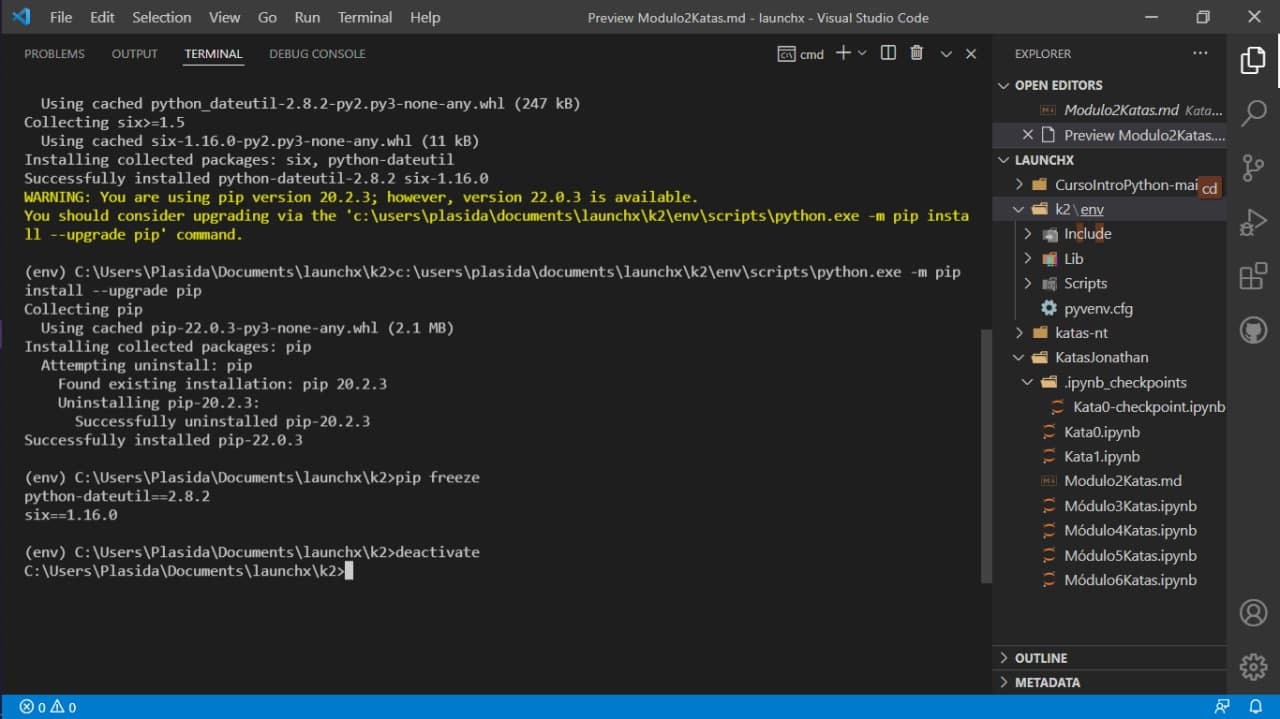 File Edit Selection View Go Run Terminal Help
Preview Modulo2Katas.md - launchx - Visual Studio Code
PROBLEMS OUTPUT TERMINAL DEBUG CONSOLE
cmd
Using cached python_dateutil-2.8.2-py2.py3-none-any.whl (247 kB)
Collecting six>=1.5
Using cached six-1.16.0-py2.py3-none-any.whl (11 kB)
Installing collected packages: six, python-dateutil
Successfully installed python-dateutil-2.8.2 six-1.16.0
WARNING: You are using pip version 20.2.3; however, version 22.0.3 is available.
You should consider upgrading via the 'c:\users\plasida\documents\launchx\k2\env\scripts\python.exe -m pip insta
ll --upgrade pip' command.
(env) C:\Users\Plasida\Documents\launchx\k2>c:\users\plasida\documents\launchx\k2\env\scripts\python.exe -m pip
install --upgrade pip
Collecting pip
Using cached pip-22.0.3-py3-none-any.whl (2.1 MB)
Installing collected packages: pip
Attempting uninstall: pip
Found existing installation: pip 20.2.3
Uninstalling pip-20.2.3:
Successfully uninstalled pip-20.2.3
Successfully installed pip-22.0.3
(env) C:\Users\Plasida\Documents\launchx\k2>pip freeze
python-dateutil==2.8.2
six==1.16.0
(env) C:\Users\Plasida\Documents\launchx\k2>deactivate
C:\Users\Plasida\Documents\launchx\k2>
EXPLORER
OPEN EDITORS
Modulo2Katas.md Kata...
Preview Modulo2Katas....
LAUNCHX
CursoIntroPython-mai cd
k2\env
Include
Lib
Scripts
pyvenv.cfg
katas-nt
KatasJonathan
.ipynb_checkpoints
Kata0-checkpoint.ipynb
Kata0.ipynb
Kata1.ipynb
Modulo2Katas.md
Módulo3Katas.ipynb
Módulo4Katas.ipynb
Módulo5Katas.ipynb
Módulo6Katas.ipynb
OUTLINE
METADATA
0 0